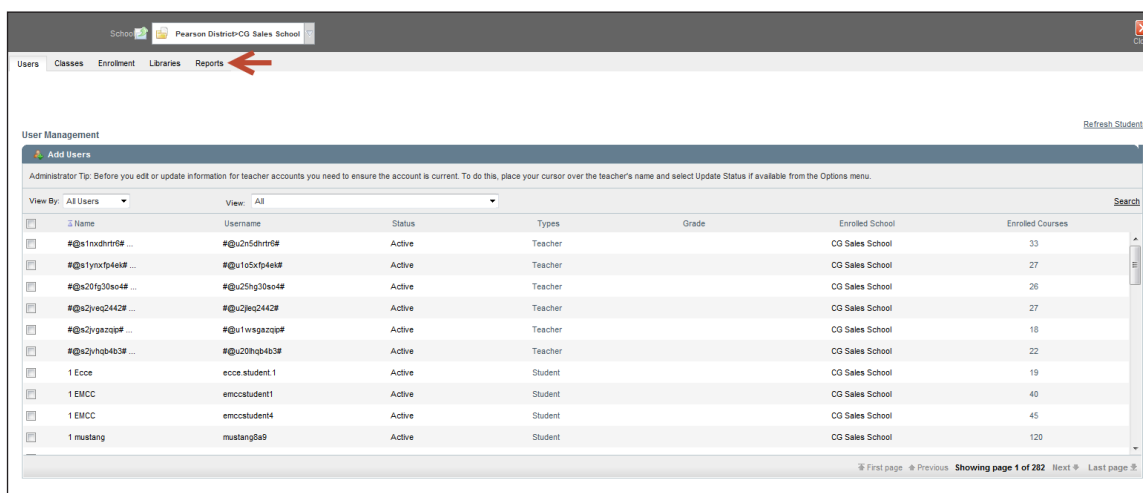 School Pearson District>CG Sales School
Users Classes Enrollment Libraries Reports
Refresh Student
User Management
Add Users
Administrator Tip: Before you edit or update information for teacher accounts you need to ensure the account is current. To do this, place your cursor over the teacher's name and select Update Status if available from the Options menu.
View By: All Users View: All Search
Name Username Status Types Grade Enrolled School Enrolled Courses
#@s1nxdhrtr6# ... #@u2n5dhrtr6# Active Teacher CG Sales School 33
#@s1ynxfp4ek# ... #@u1o5xfp4ek# Active Teacher CG Sales School 27
#@s20fg30so4# ... #@u25hg30so4# Active Teacher CG Sales School 26
#@s2jveq2442# ... #@u2jleq2442# Active Teacher CG Sales School 27
#@s2jvgazqip# ... #@u1wsgazqip# Active Teacher CG Sales School 18
#@s2jvhqb4b3# ... #@u20lhqb4b3# Active Teacher CG Sales School 22
1 Ecce ecce.student.1 Active Student CG Sales School 19
1 EMCC emccstudent1 Active Student CG Sales School 40
1 EMCC emccstudent4 Active Student CG Sales School 45
1 mustang mustang8a9 Active Student CG Sales School 120
First page Previous Showing page 1 of 282 Next Last page